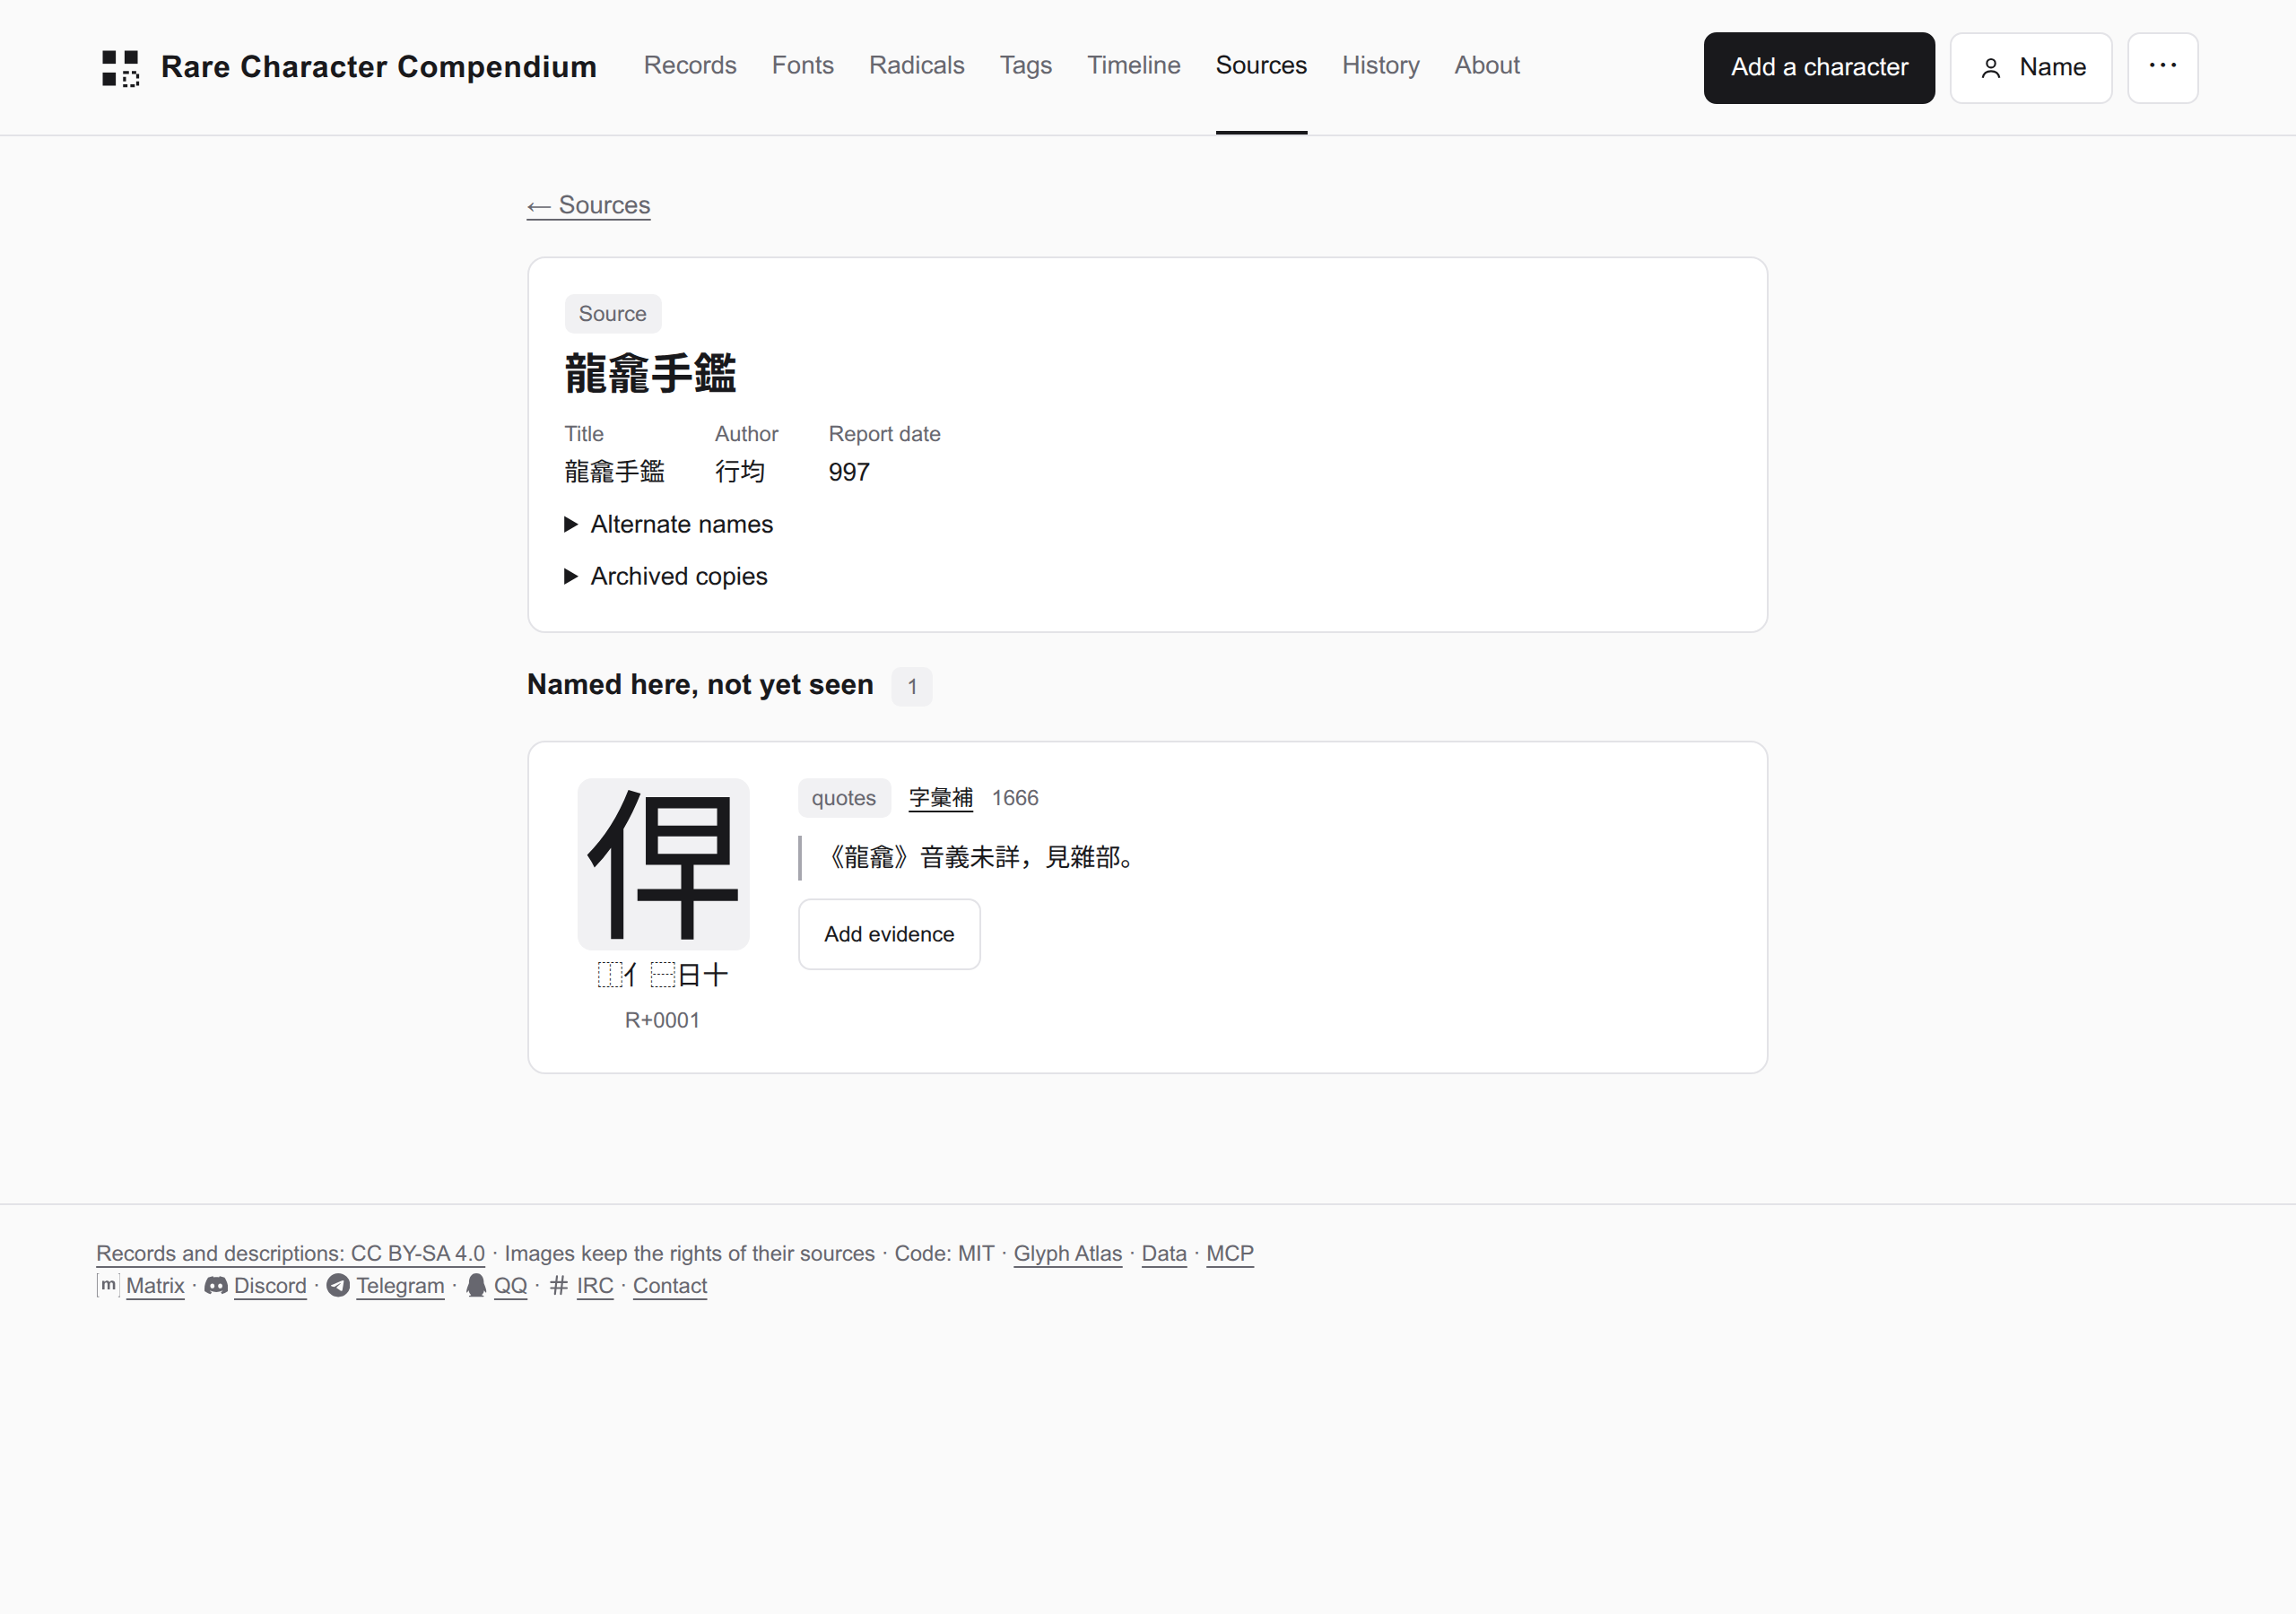 Rare Character Compendium Records Fonts Radicals Tags Timeline Sources History About Add a character Name ···
← Sources
Source
龍龕手鑑
Title Author Report date
龍龕手鑑 行均 997
▶ Alternate names
▶ Archived copies
Named here, not yet seen 1
quotes 字彙補 1666
《龍龕》音義未詳，見雜部。
Add evidence
⿰亻⿱日十
R+0001
Records and descriptions: CC BY-SA 4.0 · Images keep the rights of their sources · Code: MIT · Glyph Atlas · Data · MCP
[m] Matrix · Discord · Telegram · QQ · # IRC · Contact